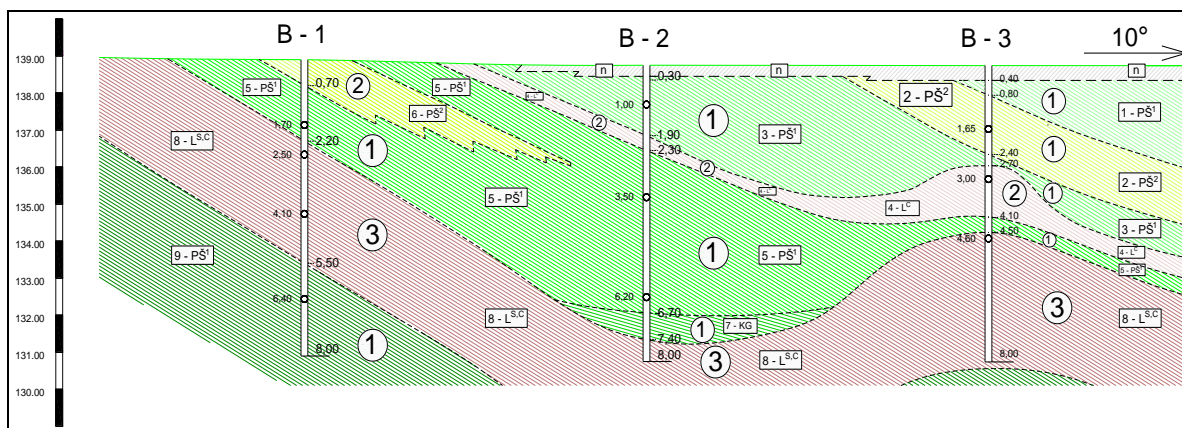 B - 1
B - 2
B - 3
10°
139.00
138.00
137.00
136.00
135.00
134.00
133.00
132.00
131.00
130.00
0,70
1,70
2,20
2,50
4,10
5,50
6,40
8,00
5 - PŠ¹
2
6 - PŠ²
5 - PŠ¹
8 - L^S,C
1
5 - PŠ¹
3
9 - PŠ¹
8 - L^S,C
1
n
n
n
0,30
1,00
1,90
2,30
3,50
6,20
6,70
7,40
8,00
2
1
3 - PŠ¹
2
4 - L^C
1
5 - PŠ¹
1
7 - KG
3
8 - L^S,C
0,40
0,80
1,65
2,40
2,70
3,00
4,10
4,50
4,60
8,00
2 - PŠ²
1
1 - PŠ¹
1
2 - PŠ²
2
1
3 - PŠ¹
4 - L^C
1
5 - PŠ¹
3
8 - L^S,C